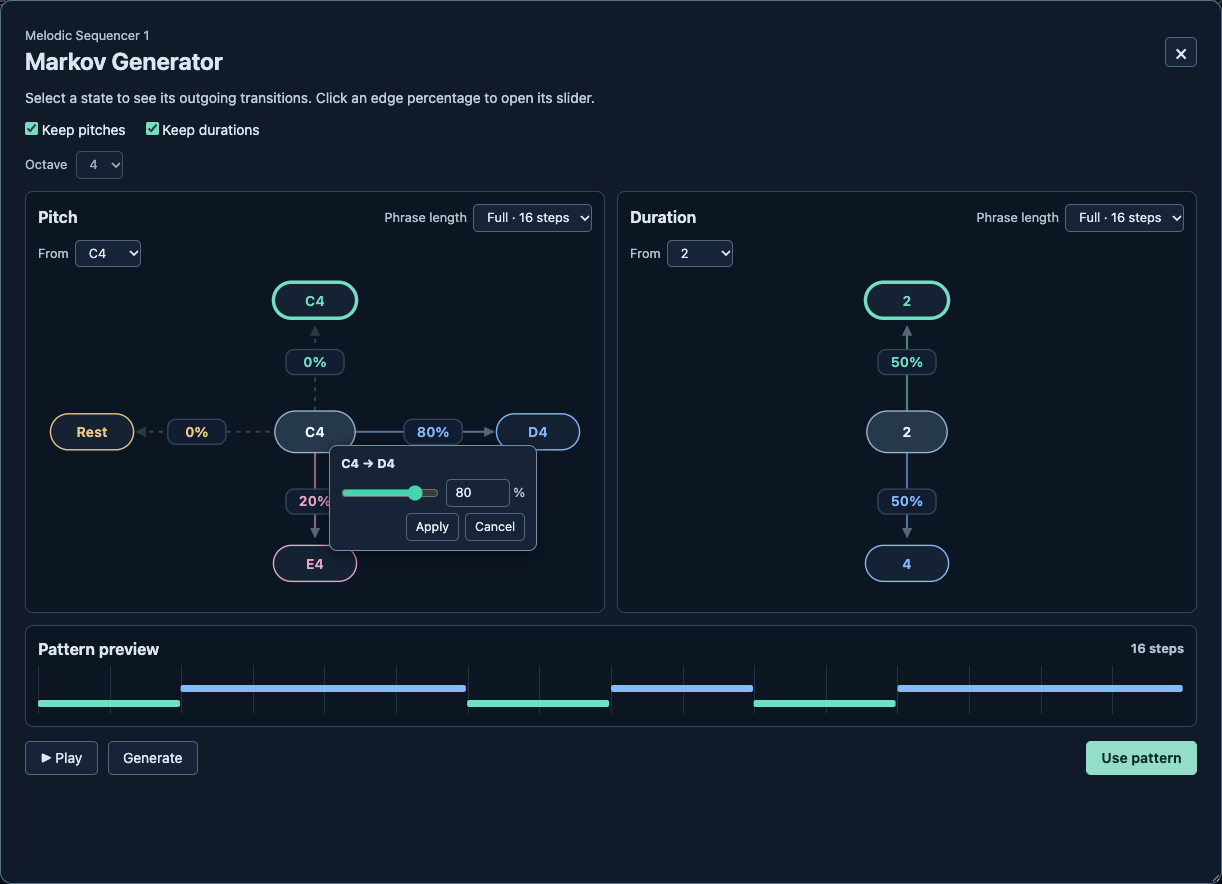 Melodic Sequencer 1
Markov Generator
Select a state to see its outgoing transitions. Click an edge percentage to open its slider.
Keep pitches Keep durations
Octave 4
Pitch Phrase length Full · 16 steps
From C4
C4
0%
Rest 0% C4 80% D4
C4 → D4
80 %
20%
Apply Cancel
E4
Duration Phrase length Full · 16 steps
From 2
2
50%
2
50%
4
Pattern preview 16 steps
Play Generate Use pattern